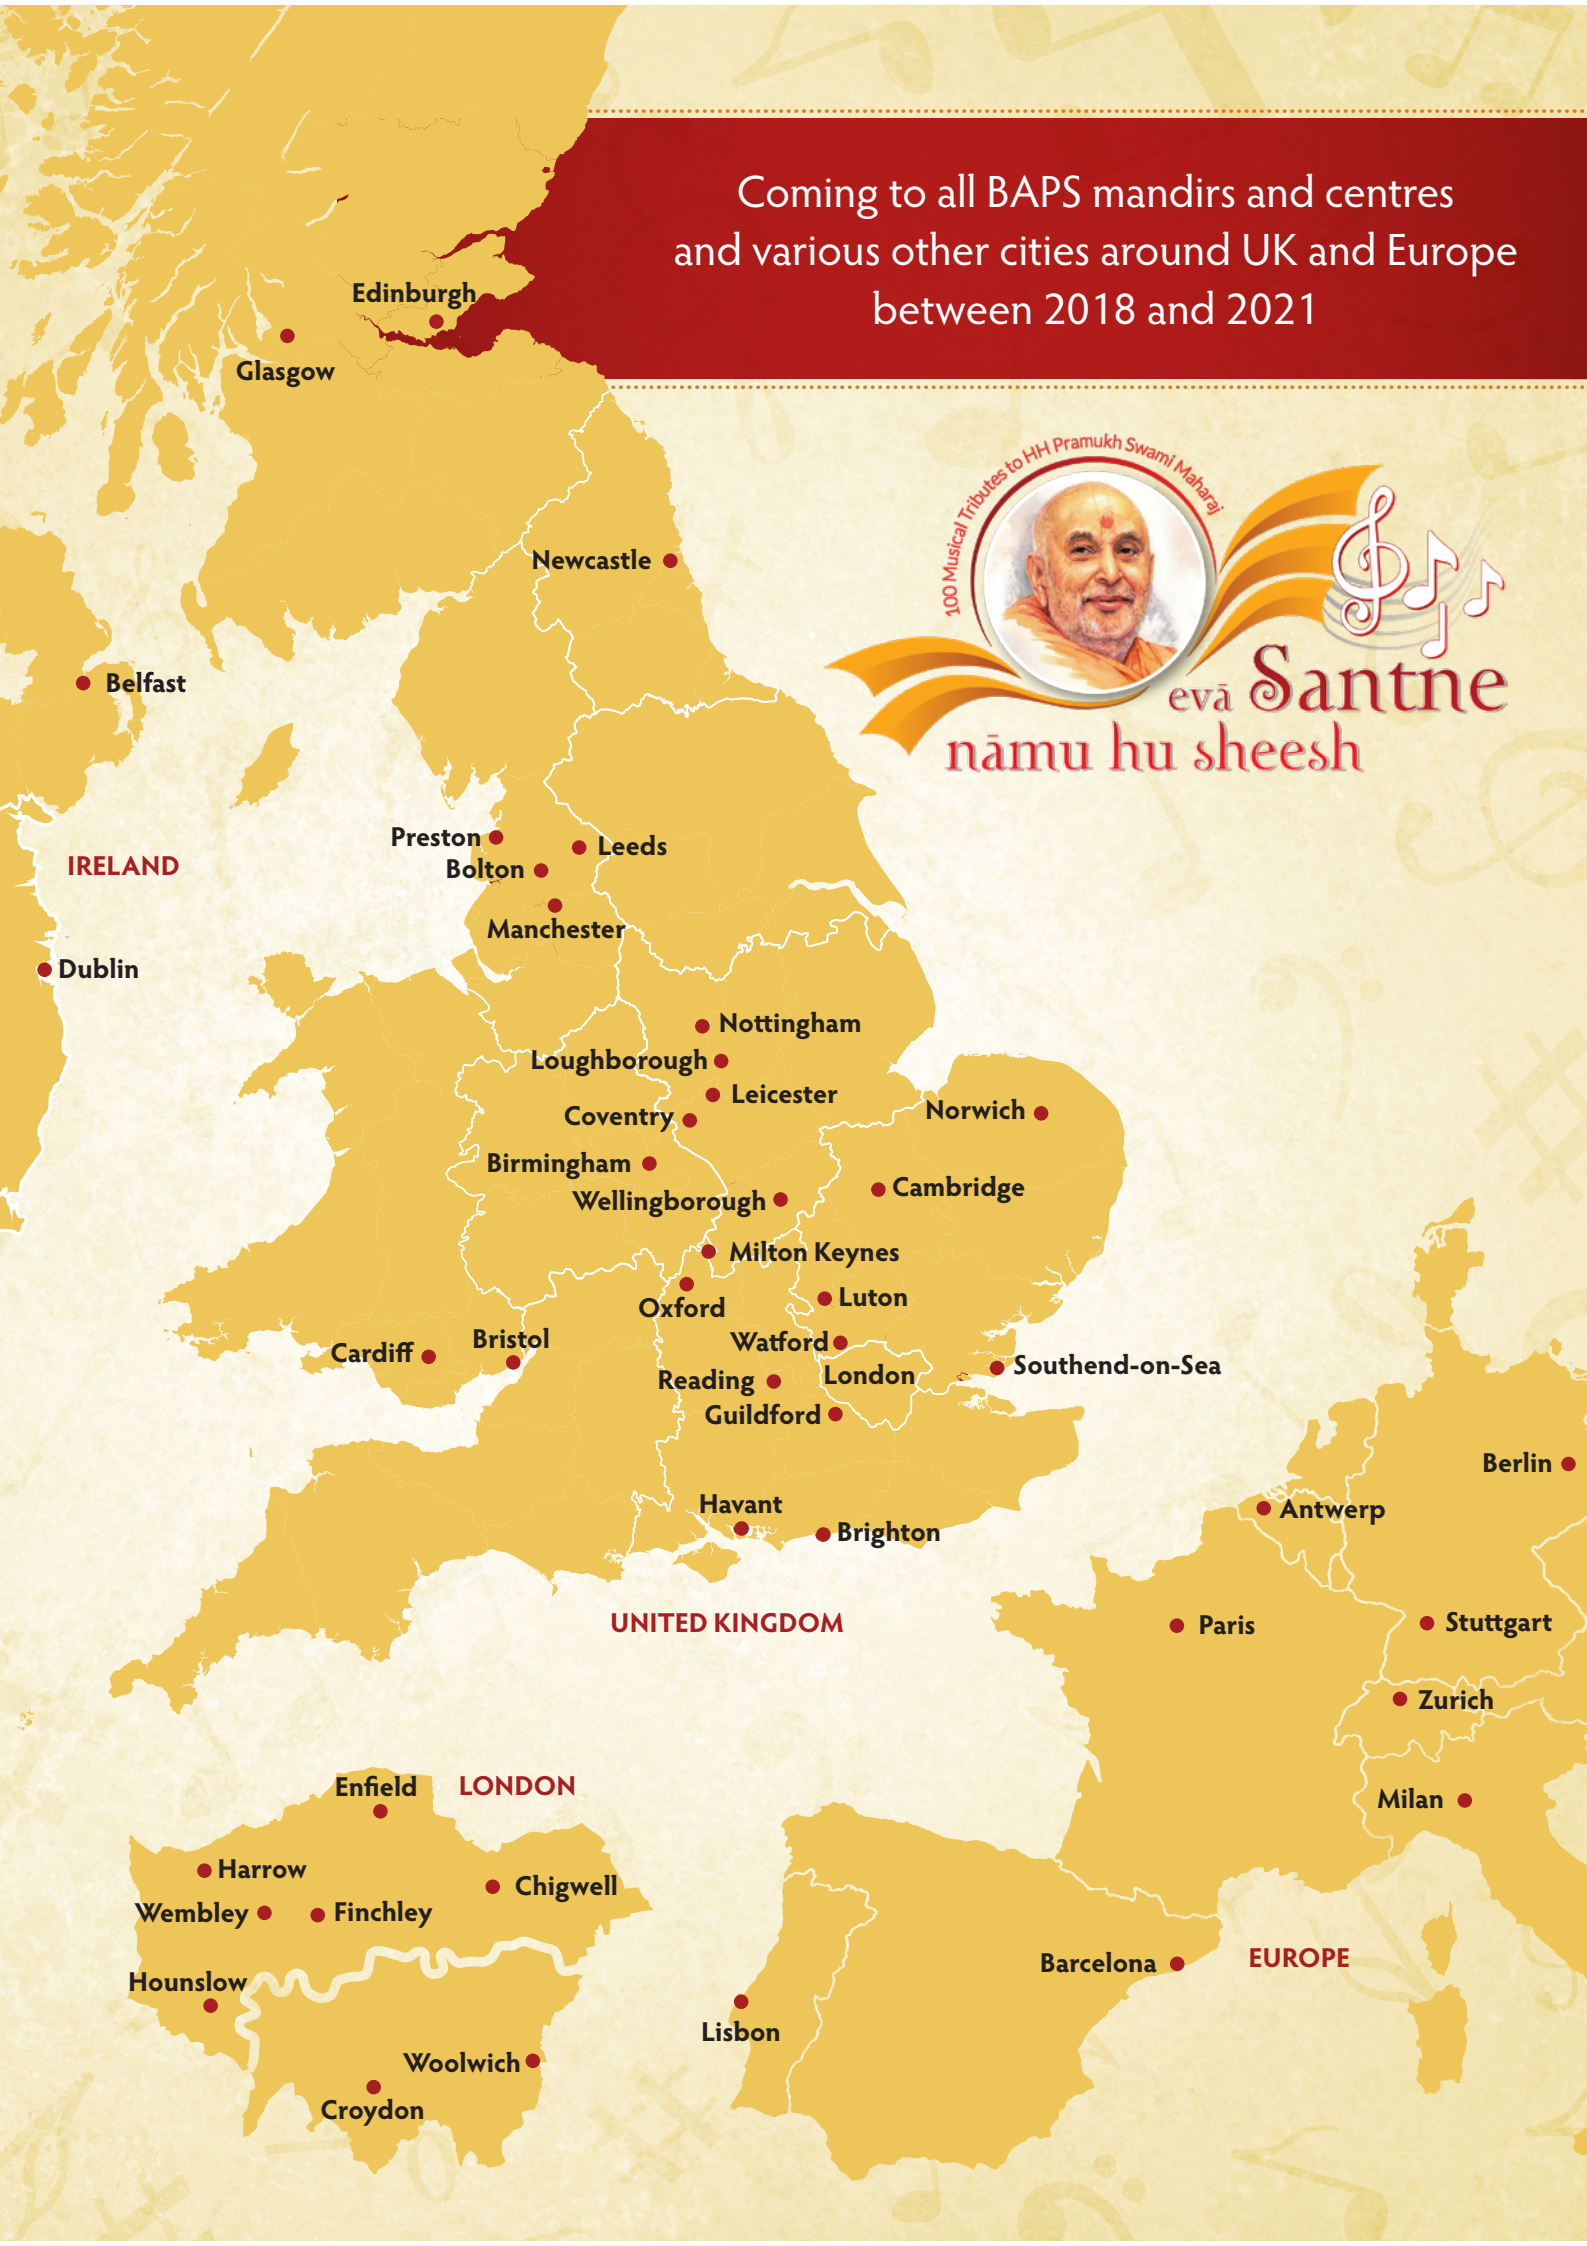 Coming to all BAPS mandirs and centres
and various other cities around UK and Europe
between 2018 and 2021
Edinburgh
Glasgow
100 Musical Tributes to HH Pramukh Swami Maharaj
evā Santne
nāmu hu sheesh
Newcastle
Belfast
Preston
Leeds
IRELAND
Bolton
Manchester
Dublin
Nottingham
Loughborough
Leicester
Coventry
Norwich
Birmingham
Cambridge
Wellingborough
Milton Keynes
Luton
Oxford
Bristol
Watford
Cardiff
Southend-on-Sea
London
Reading
Guildford
Berlin
Havant
Antwerp
Brighton
UNITED KINGDOM
Paris
Stuttgart
Zurich
Enfield
LONDON
Milan
Harrow
Chigwell
Wembley
Finchley
Barcelona
EUROPE
Hounslow
Lisbon
Woolwich
Croydon